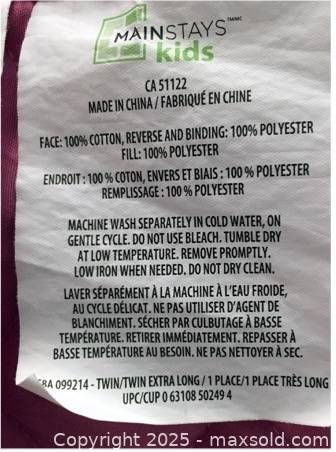 MAINSTAYS
kids
CA 51122
MADE IN CHINA / FABRIQUÉ EN CHINE
FACE: 100% COTTON, REVERSE AND BINDING: 100% POLYESTER
FILL: 100% POLYESTER
ENDROIT : 100 % COTON, ENVERS ET BIAIS : 100 % POLYESTER
REMPLISSAGE : 100 % POLYESTER
MACHINE WASH SEPARATELY IN COLD WATER, ON
GENTLE CYCLE. DO NOT USE BLEACH. TUMBLE DRY
AT LOW TEMPERATURE. REMOVE PROMPTLY.
LOW IRON WHEN NEEDED. DO NOT DRY CLEAN.
LAVER SÉPARÉMENT À LA MACHINE À L'EAU FROIDE,
AU CYCLE DÉLICAT. NE PAS UTILISER D'AGENT DE
BLANCHIMENT. SÉCHER PAR CULBUTAGE À BASSE
TEMPÉRATURE. RETIRER IMMÉDIATEMENT. REPASSER À
BASSE TEMPÉRATURE AU BESOIN. NE PAS NETTOYER À SEC.
099214 - TWIN/TWIN EXTRA LONG / 1 PLACE/1 PLACE TRÈS LONG
UPC/CUP 0 63108 50249 4
Copyright © 2025 - maxsold.com